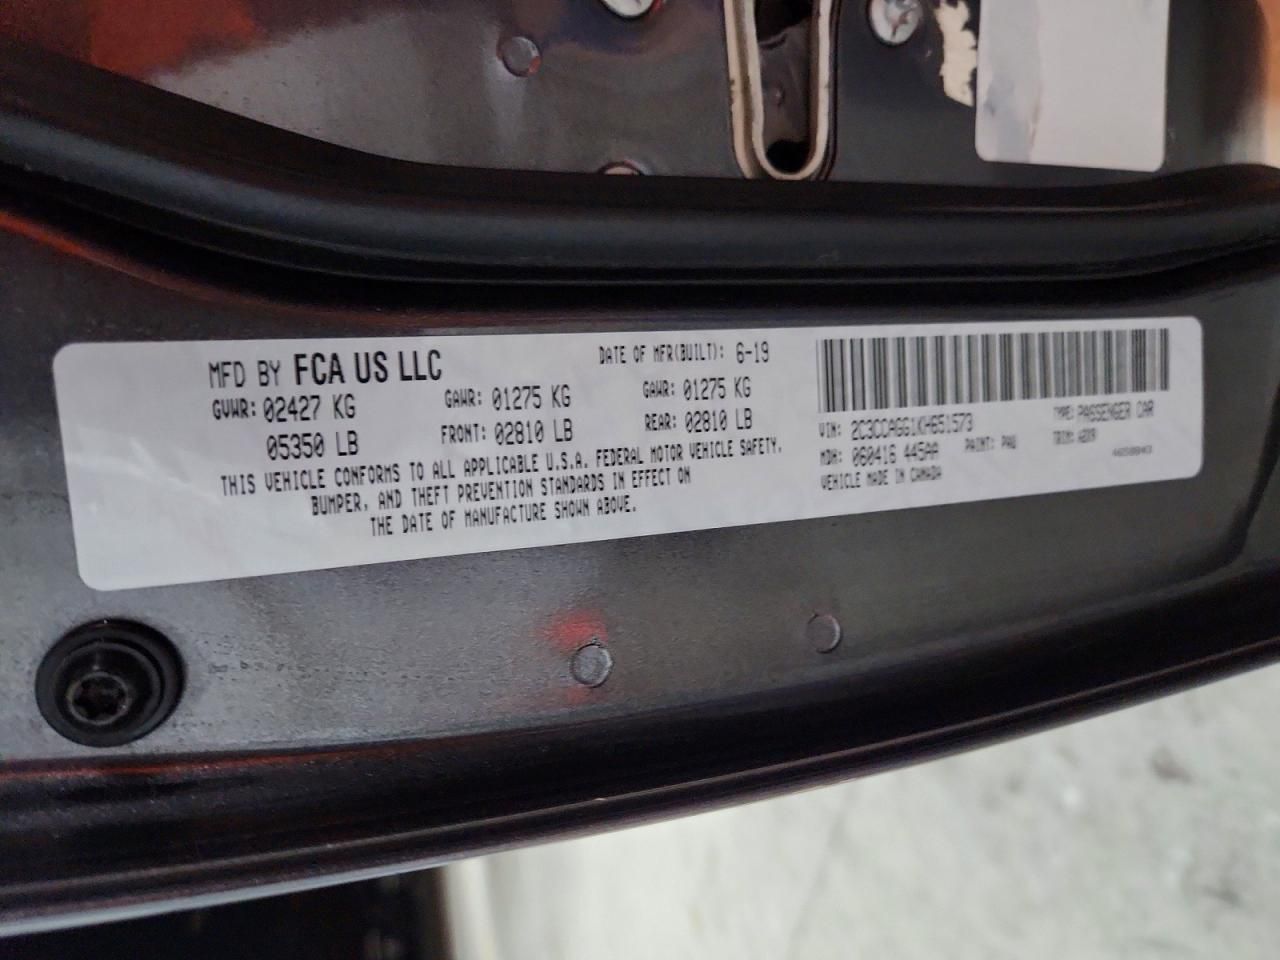 MFD BY FCA US LLC
DATE OF MFR(BUILT): 6-19
GVWR: 02427 KG
GAWR: 01275 KG
GAWR: 01275 KG
05350 LB
FRONT: 02810 LB
REAR: 02810 LB
THIS VEHICLE CONFORMS TO ALL APPLICABLE U.S.A. FEDERAL MOTOR VEHICLE SAFETY,
BUMPER, AND THEFT PREVENTION STANDARDS IN EFFECT ON
THE DATE OF MANUFACTURE SHOWN ABOVE.
VIN: 2C3CCAGG1KH651573
TYPE: PASSENGER CAR
MDH: 060416 445AA
PAINT: PAU
TRIM: A8X9
VEHICLE MADE IN CANADA